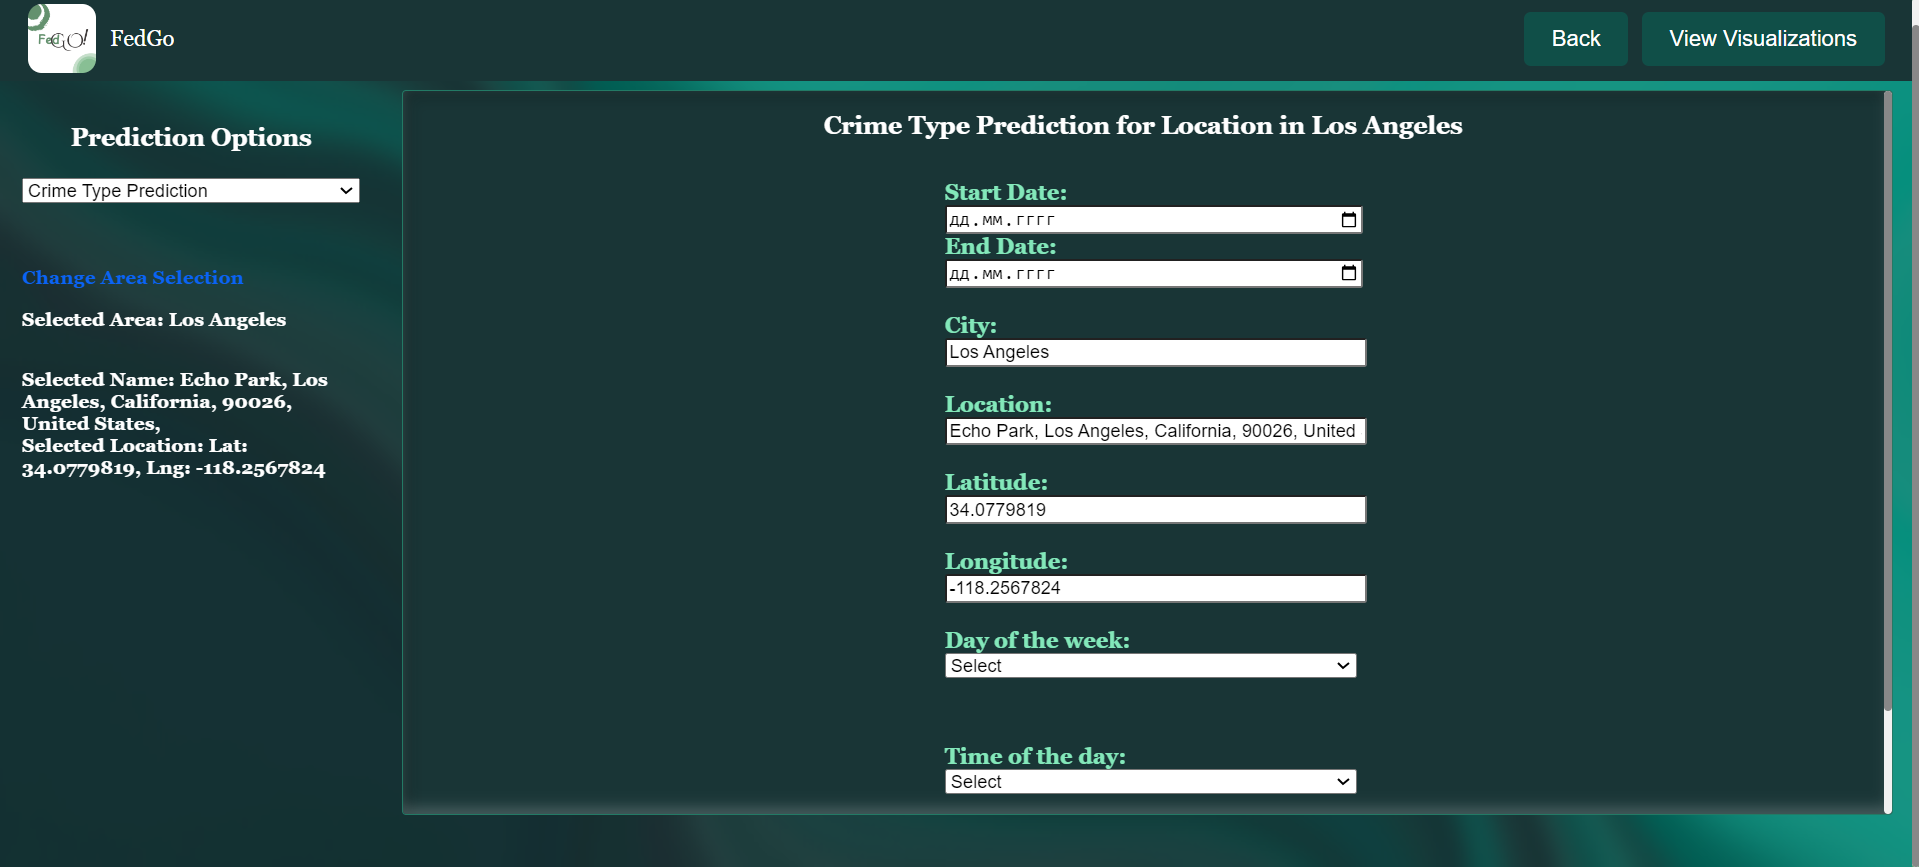 FedGO!
FedGo
Back
View Visualizations
Prediction Options
Crime Type Prediction
Change Area Selection
Selected Area: Los Angeles
Selected Name: Echo Park, Los
Angeles, California, 90026,
United States,
Selected Location: Lat:
34.0779819, Lng: -118.2567824
Crime Type Prediction for Location in Los Angeles
Start Date:
дд.мм.гггг
End Date:
дд.мм.гггг
City:
Los Angeles
Location:
Echo Park, Los Angeles, California, 90026, United
Latitude:
34.0779819
Longitude:
-118.2567824
Day of the week:
Select
Time of the day:
Select